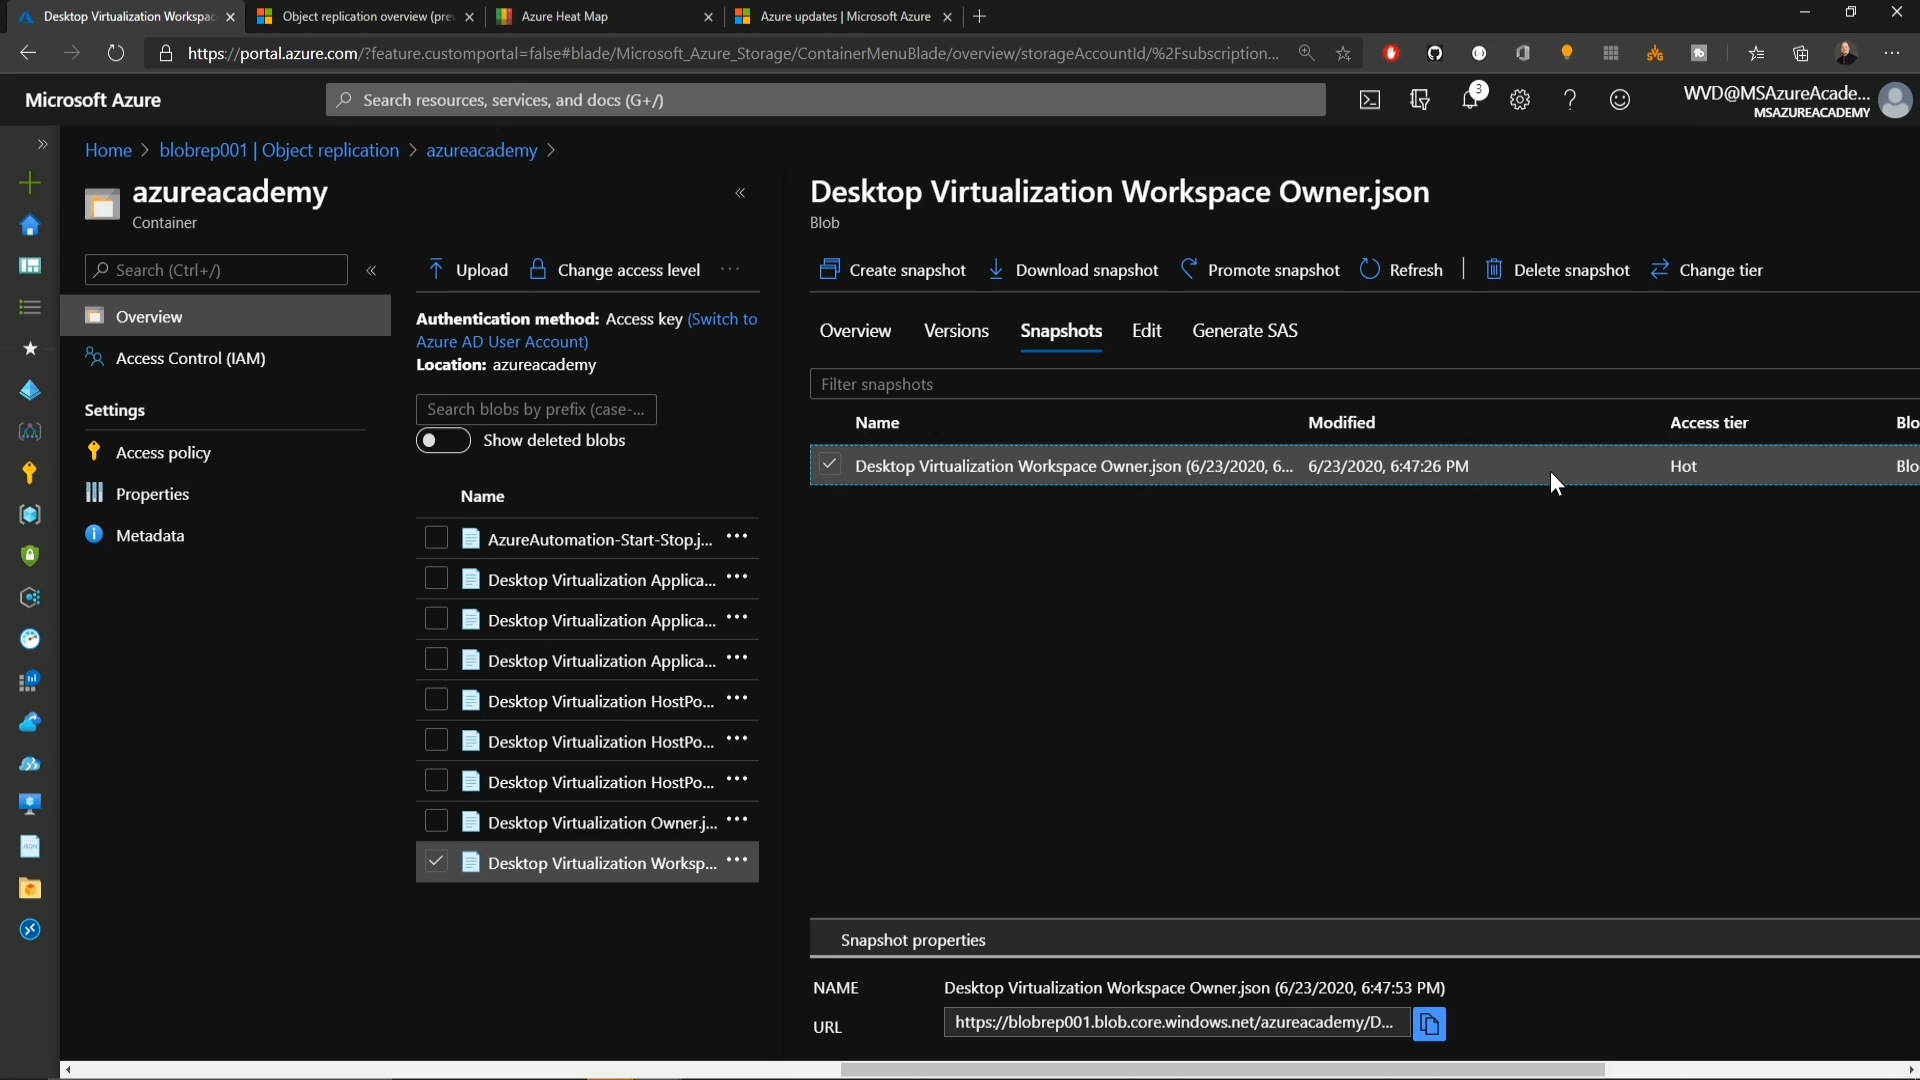 Desktop Virtualization Workspac
Object replication overview (pre
Azure Heat Map
Azure updates | Microsoft Azure
https://portal.azure.com/?feature.customportal=false#blade/Microsoft_Azure_Storage/ContainerMenuBlade/overview/storageAccountId/%2Fsubscription...
Microsoft Azure
Search resources, services, and docs (G+/)
3
WVD@MSAzureAcade...
MSAZUREACADEMY
Home > blobrep001 | Object replication > azureacademy >
azureacademy
Container
Search (Ctrl+/)
Overview
Access Control (IAM)
Settings
Access policy
Properties
Metadata
Upload
Change access level
Authentication method: Access key (Switch to
Azure AD User Account)
Location: azureacademy
Search blobs by prefix (case-...
Show deleted blobs
Name
AzureAutomation-Start-Stop.j...
Desktop Virtualization Applica...
Desktop Virtualization Applica...
Desktop Virtualization Applica...
Desktop Virtualization HostPo...
Desktop Virtualization HostPo...
Desktop Virtualization HostPo...
Desktop Virtualization Owner.j...
Desktop Virtualization Worksp...
Desktop Virtualization Workspace Owner.json
Blob
Create snapshot
Download snapshot
Promote snapshot
Refresh
Delete snapshot
Change tier
Overview
Versions
Snapshots
Edit
Generate SAS
Filter snapshots
Name Modified Access tier Blo
Desktop Virtualization Workspace Owner.json (6/23/2020, 6... 6/23/2020, 6:47:26 PM Hot Blo
Snapshot properties
NAME Desktop Virtualization Workspace Owner.json (6/23/2020, 6:47:53 PM)
URL https://blobrep001.blob.core.windows.net/azureacademy/D...